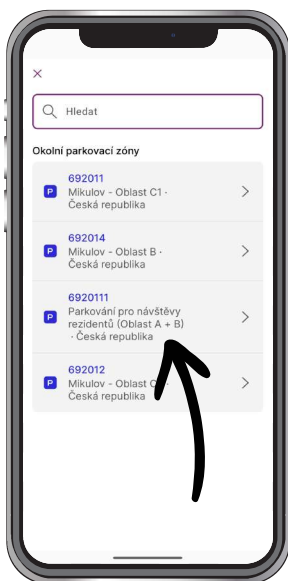 Hledat
Okolní parkovací zóny
692011
P
Mikulov - Oblast C1 ·
Česká republika
692014
P
Mikulov - Oblast B ·
Česká republika
6920111
Parkování pro návštěvy
P
rezidentů (Oblast A + B)
· Česká republika
692012
P
Mikulov - Oblast
Česká republika